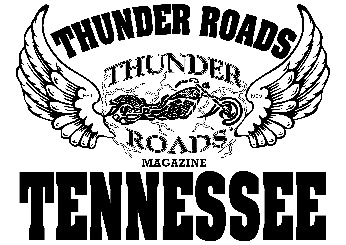 THUNDER ROADS
THUNDER
ROADS
MAGAZINE
TENNESSEE